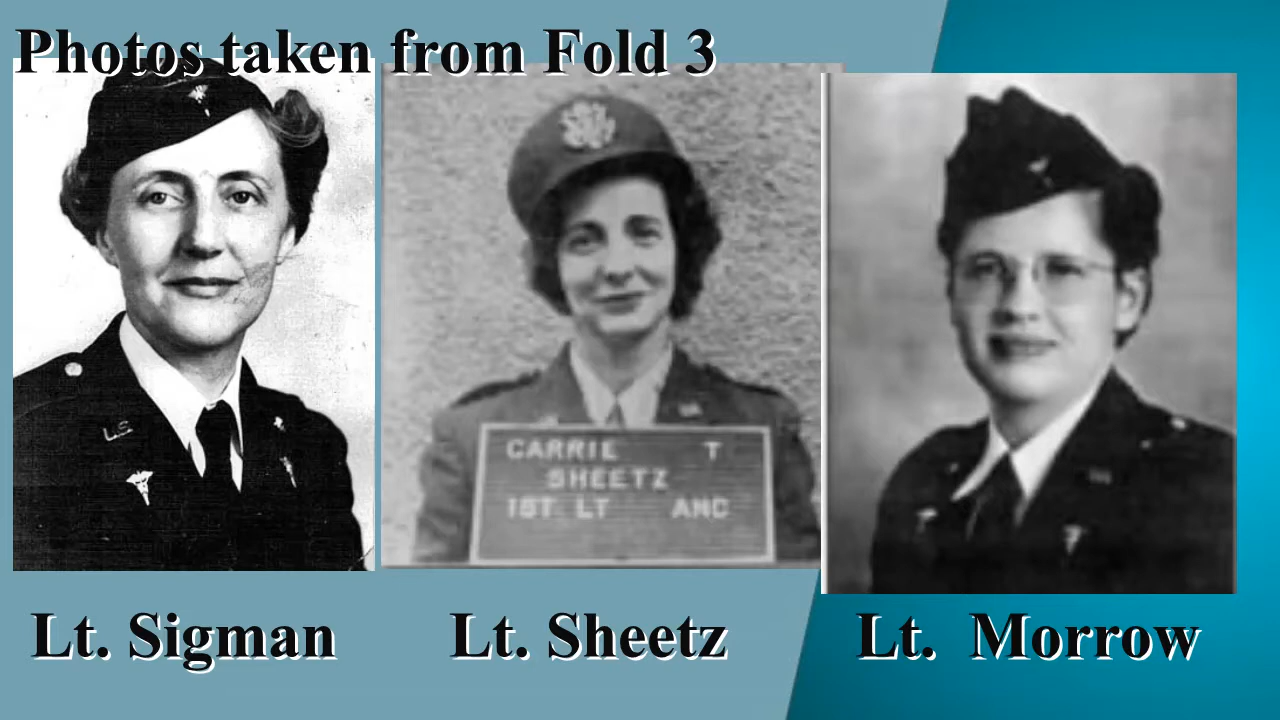 Photos taken from Fold 3
U.S.
CARRIE T
SHEETZ
1ST LT ANC
Lt. Sigman
Lt. Sheetz
Lt. Morrow